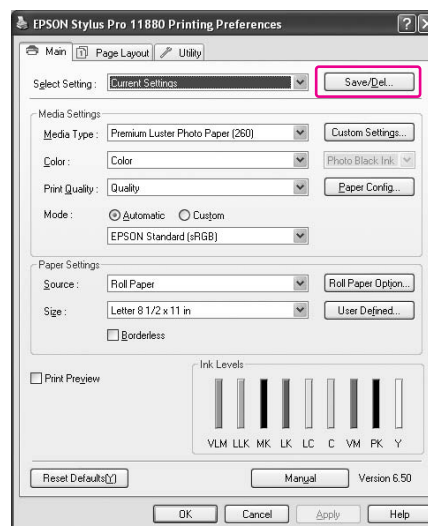 EPSON Stylus Pro 11880 Printing Preferences
Main Page Layout Utility
Select Setting : Current Settings Save/Del...
Media Settings
Media Type : Premium Luster Photo Paper (260) Custom Settings...
Color : Color Photo Black Ink
Print Quality : Quality Paper Config...
Mode : Automatic Custom
EPSON Standard (sRGB)
Paper Settings
Source : Roll Paper Roll Paper Option...
Size : Letter 8 1/2 x 11 in User Defined...
Borderless
Print Preview
Ink Levels
VLM LLK MK LK LC C VM PK Y
Reset Defaults(Y) Manual Version 6.50
OK Cancel Apply Help